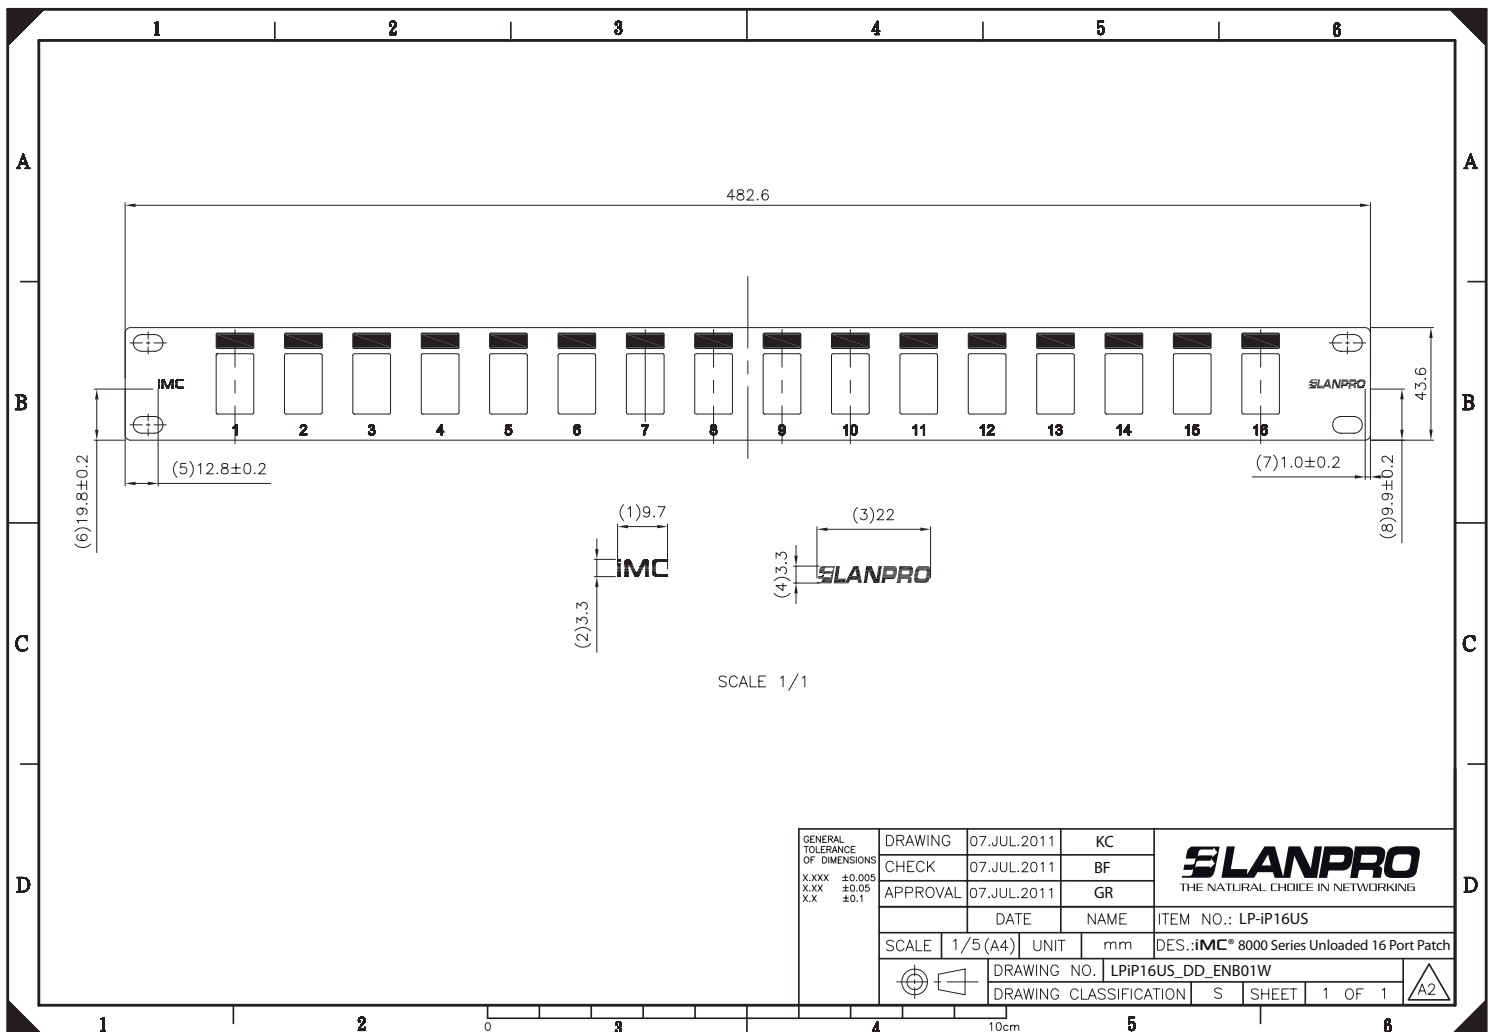 1 2 3 4 5 6
A A
482.6
iMC
LANPRO
1 2 3 4 5 6 7 8 9 10 11 12 13 14 15 16
43.6
B B
(5)12.8±0.2
(6)19.8±0.2
(7)1.0±0.2
(8)9.9±0.2
(1)9.7
iMC
(2)3.3
(3)22
(4)3.3
LANPRO
C C
SCALE 1/1
D D
GENERAL
TOLERANCE
OF DIMENSIONS
X.XXX ±0.005
X.XX ±0.05
X.X ±0.1
DRAWING 07.JUL.2011 KC
CHECK 07.JUL.2011 BF
APPROVAL 07.JUL.2011 GR
DATE NAME
LANPRO
THE NATURAL CHOICE IN NETWORKING
ITEM NO.: LP-iP16US
SCALE 1/5(A4) UNIT mm
DES.:iMC® 8000 Series Unloaded 16 Port Patch
DRAWING NO. LPiP16US_DD_ENB01W
DRAWING CLASSIFICATION S SHEET 1 OF 1
A2
1 2 3 4 5 6
0 10cm